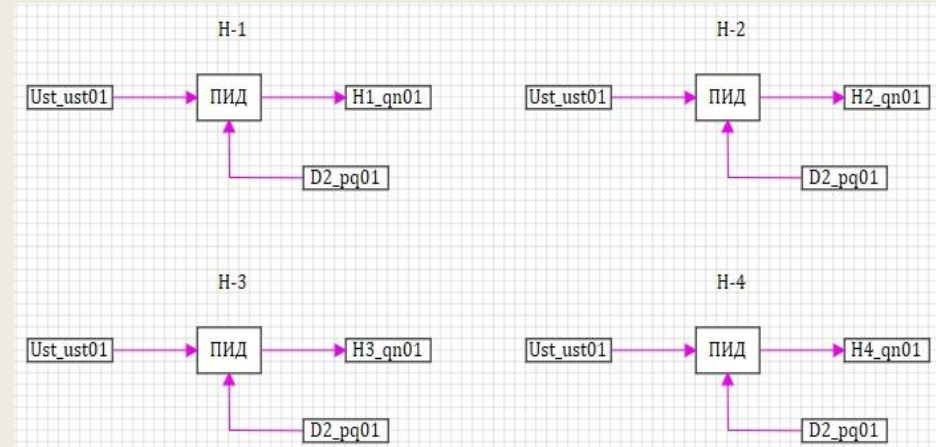 Н-1
Ust_ust01
ПИД
H1_qn01
D2_pq01
Н-2
Ust_ust01
ПИД
H2_qn01
D2_pq01
Н-3
Ust_ust01
ПИД
H3_qn01
D2_pq01
Н-4
Ust_ust01
ПИД
H4_qn01
D2_pq01